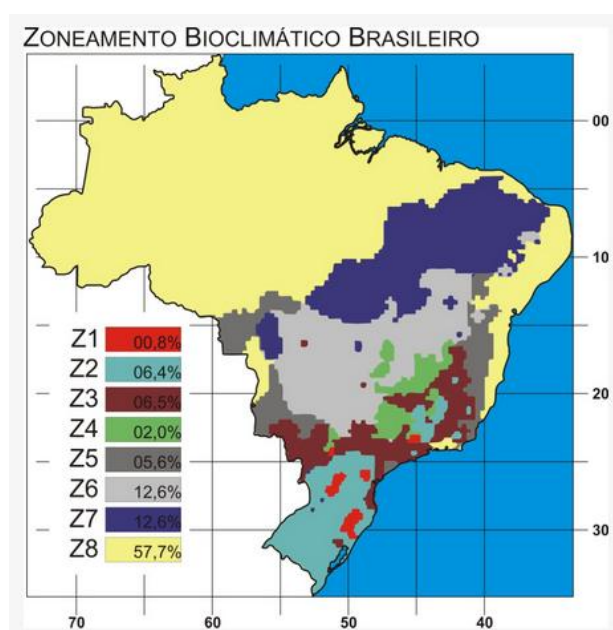 ZONEAMENTO BIOCLIMÁTICO BRASILEIRO
00
10
Z1 00,8%
Z2 06,4%
Z3 06,5%
Z4 02,0%
Z5 05,6%
Z6 12,6%
Z7 12,6%
Z8 57,7%
20
30
70 60 50 40